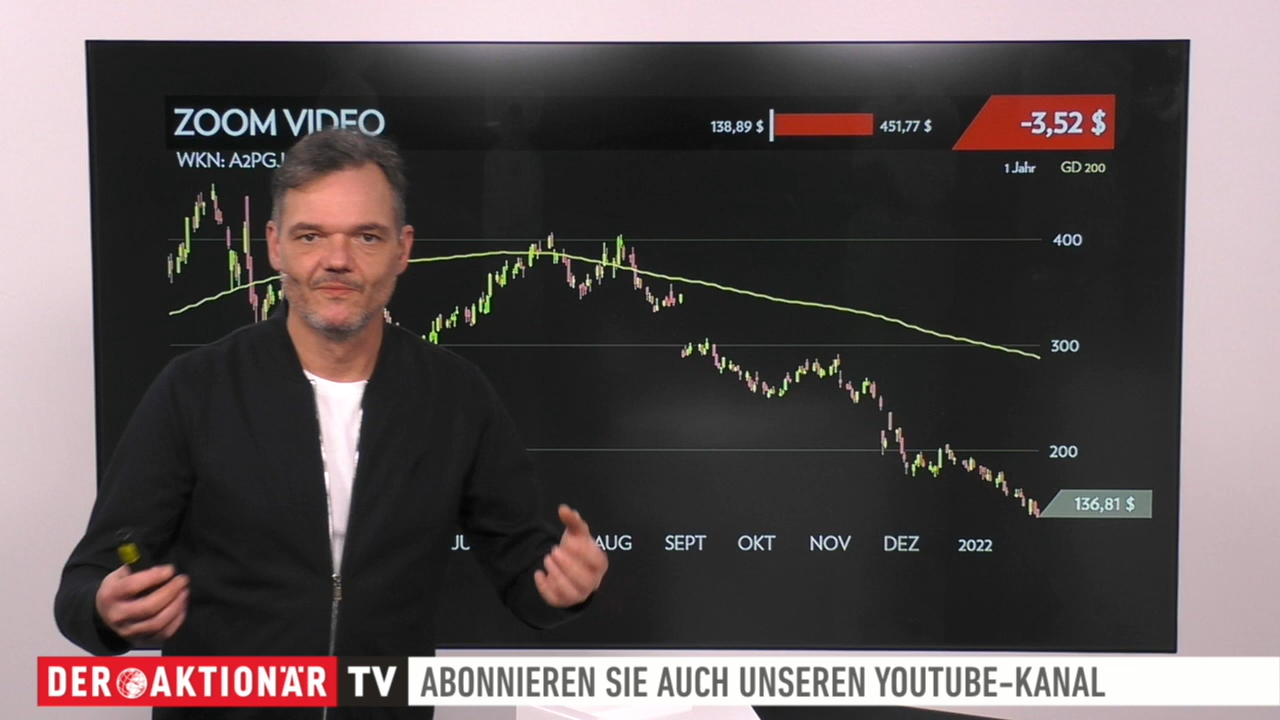 ZOOM VIDEO
138,89 $
451,77 $
-3,52 $
WKN:
1 Jahr GD 200
400
300
200
136,81 $
AUG SEPT OKT NOV DEZ 2022
DER AKTIONÄR TV
ABONNIEREN SIE AUCH UNSEREN YOUTUBE-KANAL